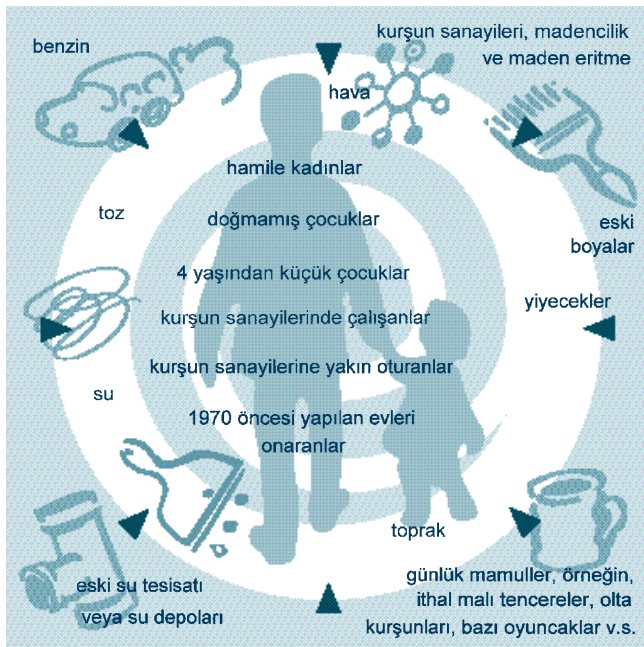 benzin
kurşun sanayileri, madencilik
ve maden eritme
hava
hamile kadınlar
toz
doğmamış çocuklar
eski
boyalar
4 yaşından küçük çocuklar
yiyecekler
kurşun sanayilerinde çalışanlar
kurşun sanayilerine yakın oturanlar
su
1970 öncesi yapılan evleri
onaranlar
toprak
eski su tesisatı
veya su depoları
günlük mamuller, örneğin,
ithal malı tencereler, olta
kurşunları, bazı oyuncaklar v.s.